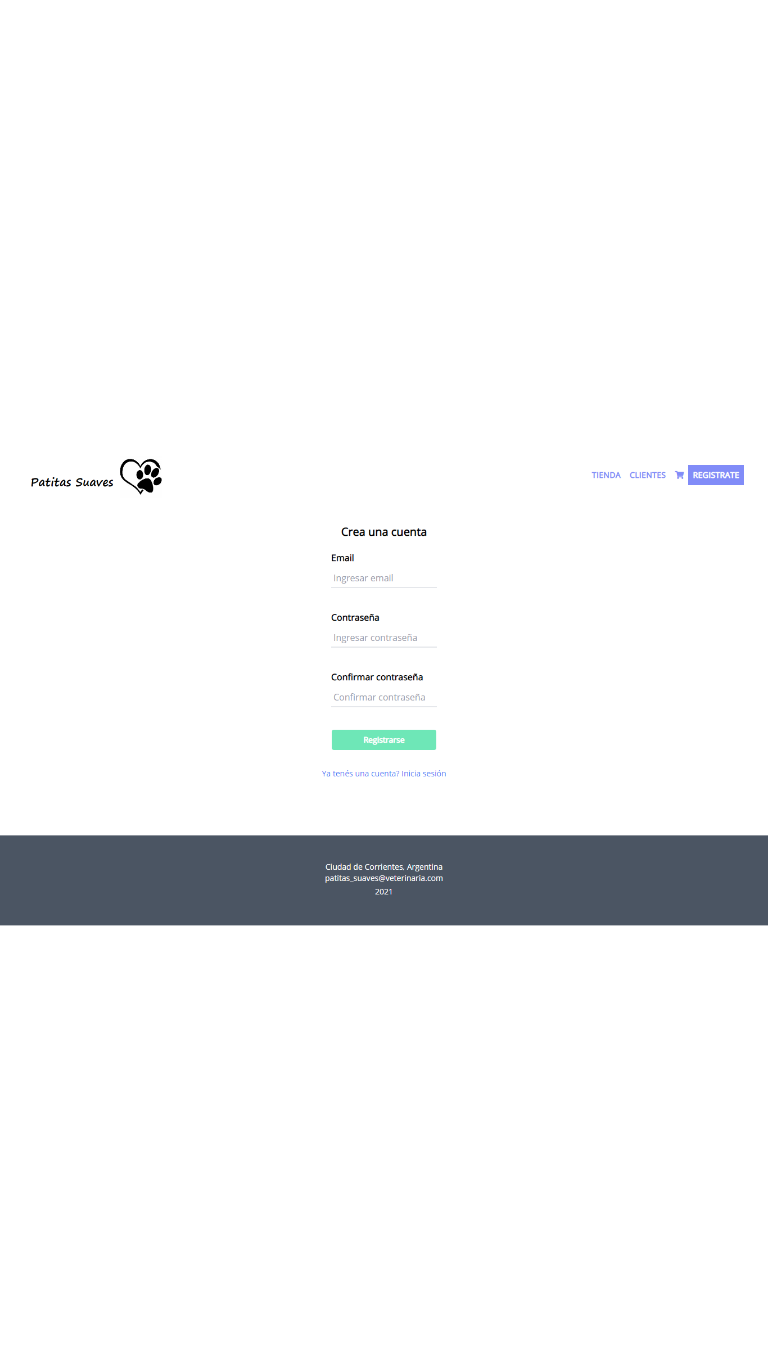 Patitas Suaves
TIENDA CLIENTES REGISTRATE
Crea una cuenta
Email
Ingresar email
Contraseña
Ingresar contraseña
Confirmar contraseña
Confirmar contraseña
Registrarse
Ya tenés una cuenta? Inicia sesión
Ciudad de Corrientes, Argentina
patitas_suaves@veterinaria.com
2021